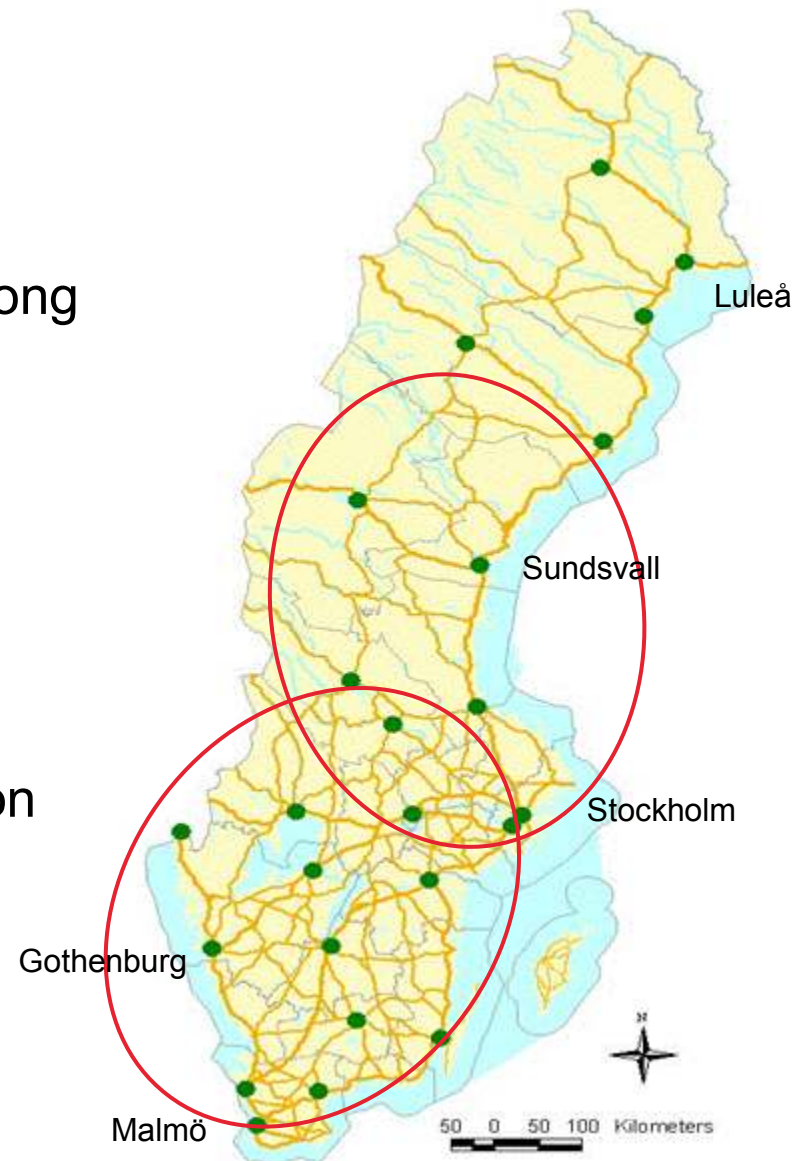 ong
Luleå
Sundsvall
on
Stockholm
Gothenburg
N
Malmö
50 0 50 100 Kilometers